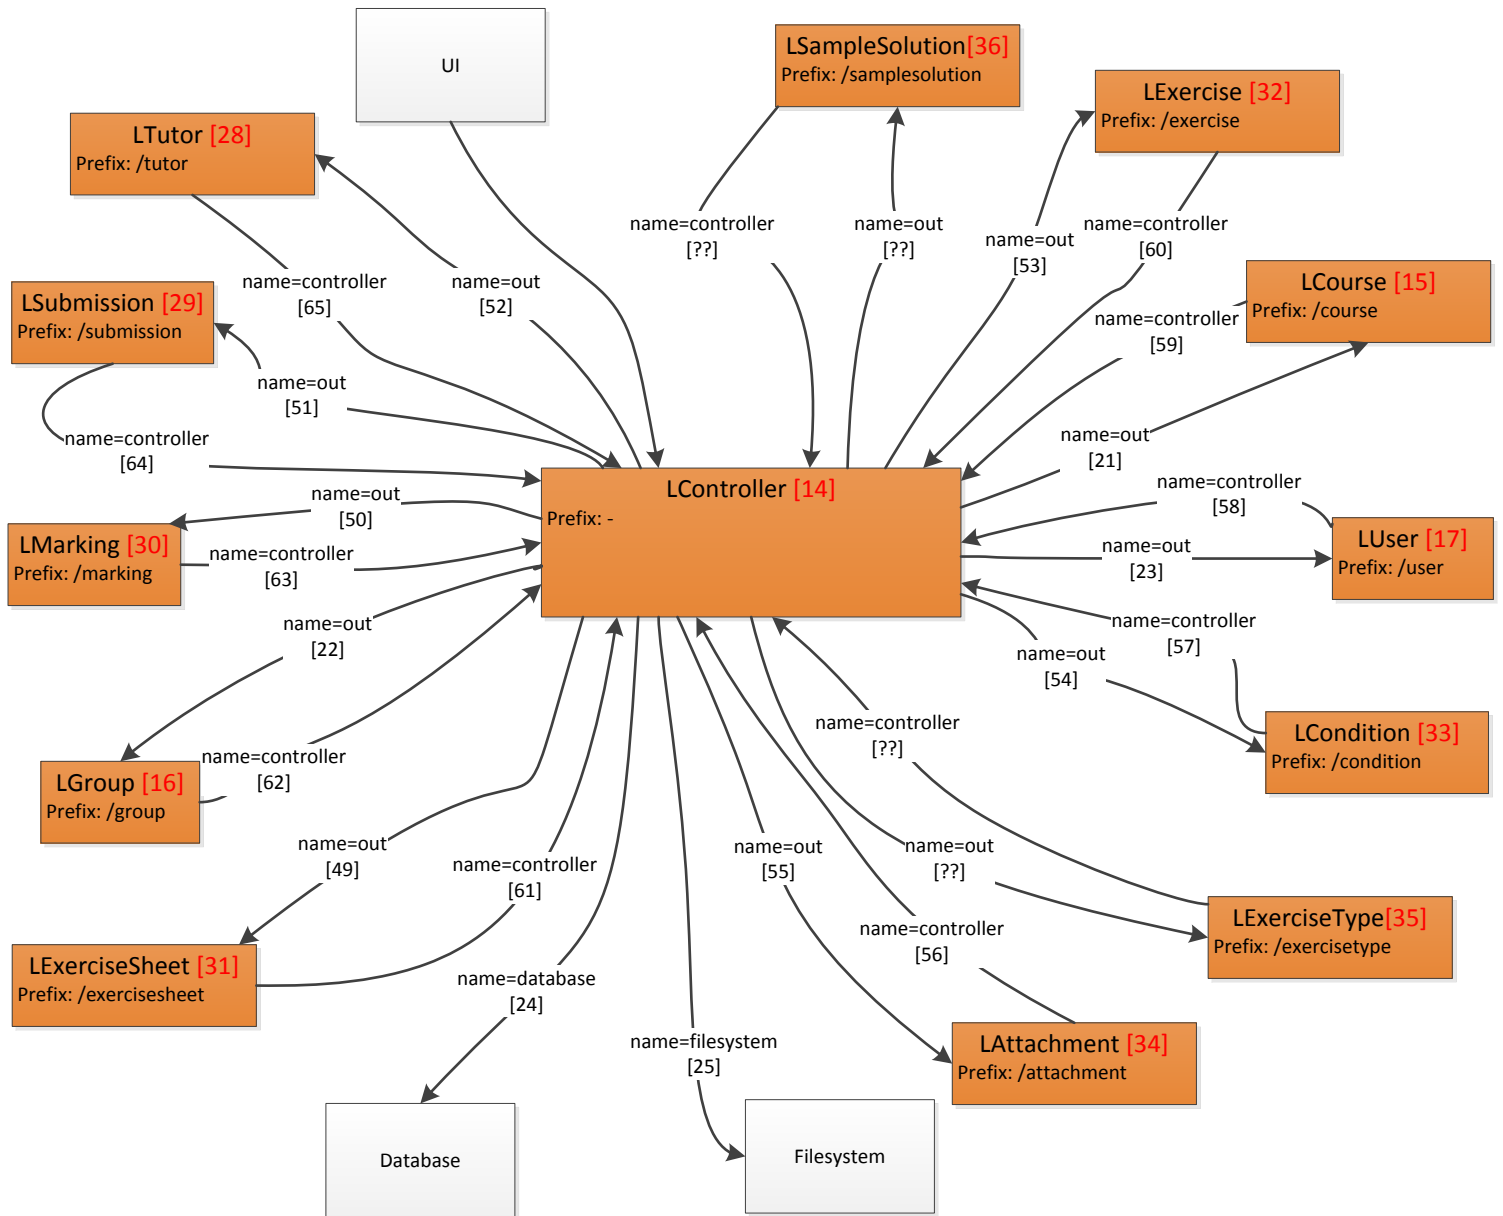 UI
LSampleSolution[36]
Prefix: /samplesolution
LExercise [32]
Prefix: /exercise
LTutor [28]
Prefix: /tutor
name=controller
[??]
name=out
[??]
name=out
[53]
name=controller
[60]
name=controller
[65]
name=out
[52]
LCourse [15]
Prefix: /course
LSubmission [29]
Prefix: /submission
name=controller
[59]
name=out
[51]
name=controller
[64]
name=out
[21]
LController [14]
Prefix: -
name=out
[50]
name=controller
[58]
LMarking [30]
Prefix: /marking
name=controller
[63]
name=out
[23]
LUser [17]
Prefix: /user
name=out
[22]
name=controller
[57]
name=out
[54]
name=controller
[??]
LCondition [33]
Prefix: /condition
name=controller
[62]
LGroup [16]
Prefix: /group
name=out
[49]
name=controller
[61]
name=out
[55]
name=out
[??]
name=controller
[56]
LExerciseType[35]
Prefix: /exercisetype
LExerciseSheet [31]
Prefix: /exercisesheet
name=database
[24]
name=filesystem
[25]
LAttachment [34]
Prefix: /attachment
Database
Filesystem